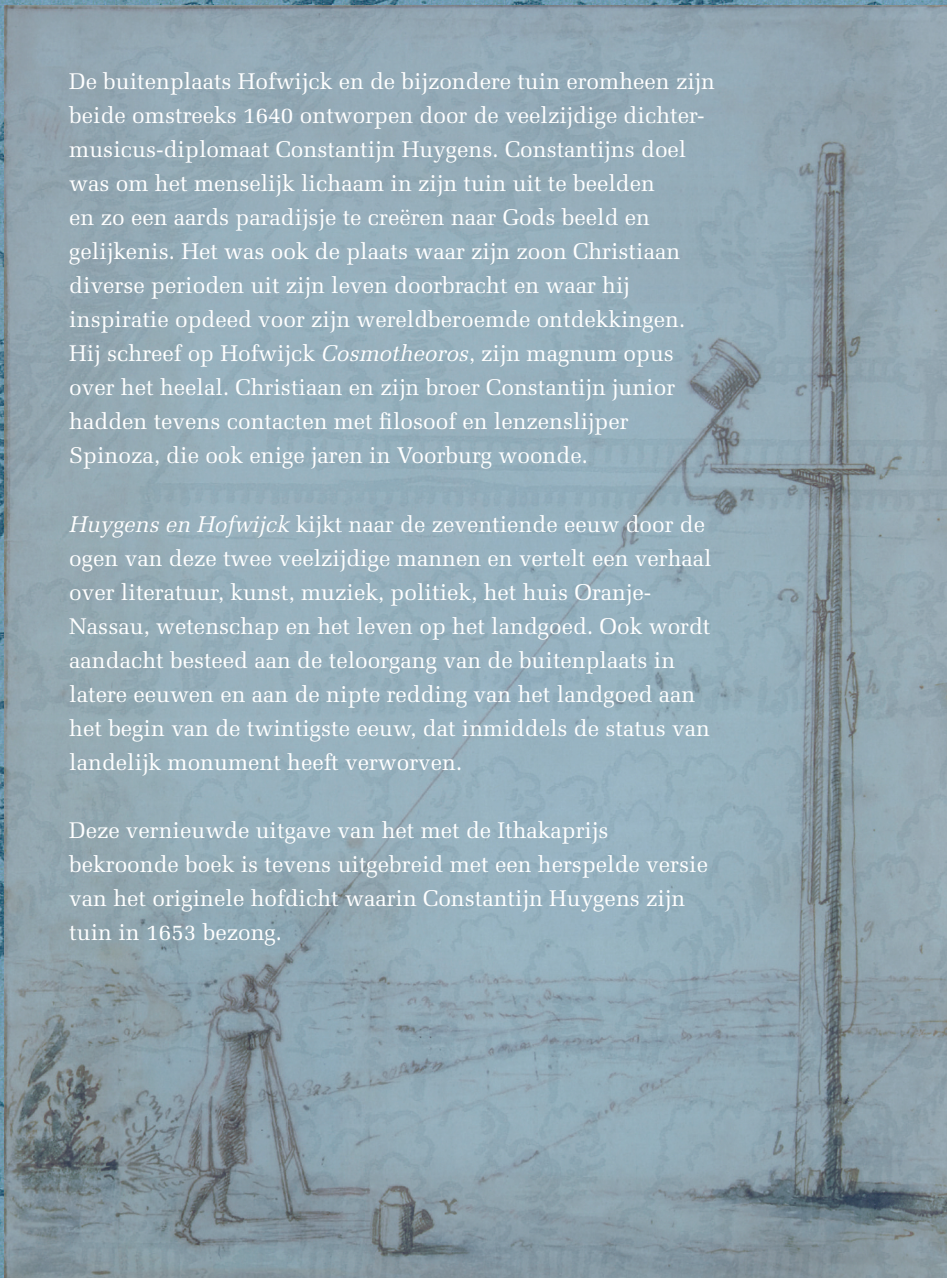 De buitenplaats Hofwijck en de bijzondere tuin eromheen zijn
beide omstreeks 1640 ontworpen door de veelzijdige dichter-
musicus-diplomaat Constantijn Huygens. Constantijns doel
was om het menselijk lichaam in zijn tuin uit te beelden
en zo een aards paradijsje te creëren naar Gods beeld en
gelijkenis. Het was ook de plaats waar zijn zoon Christiaan
diverse perioden uit zijn leven doorbracht en waar hij
inspiratie opdeed voor zijn wereldberoemde ontdekkingen.
Hij schreef op Hofwijck Cosmotheoros, zijn magnum opus
over het heelal. Christiaan en zijn broer Constantijn junior
hadden tevens contacten met filosoof en lenzenslijper
Spinoza, die ook enige jaren in Voorburg woonde.
Huygens en Hofwijck kijkt naar de zeventiende eeuw door de
ogen van deze twee veelzijdige mannen en vertelt een verhaal
over literatuur, kunst, muziek, politiek, het huis Oranje-
Nassau, wetenschap en het leven op het landgoed. Ook wordt
aandacht besteed aan de teloorgang van de buitenplaats in
latere eeuwen en aan de nipte redding van het landgoed aan
het begin van de twintigste eeuw, dat inmiddels de status van
landelijk monument heeft verworven.
Deze vernieuwde uitgave van het met de Ithakaprijs
bekroonde boek is tevens uitgebreid met een herspelde versie
van het originele hofdicht waarin Constantijn Huygens zijn
tuin in 1653 bezong.
a
g
i
c
k
f
f
e
n
h
g
b